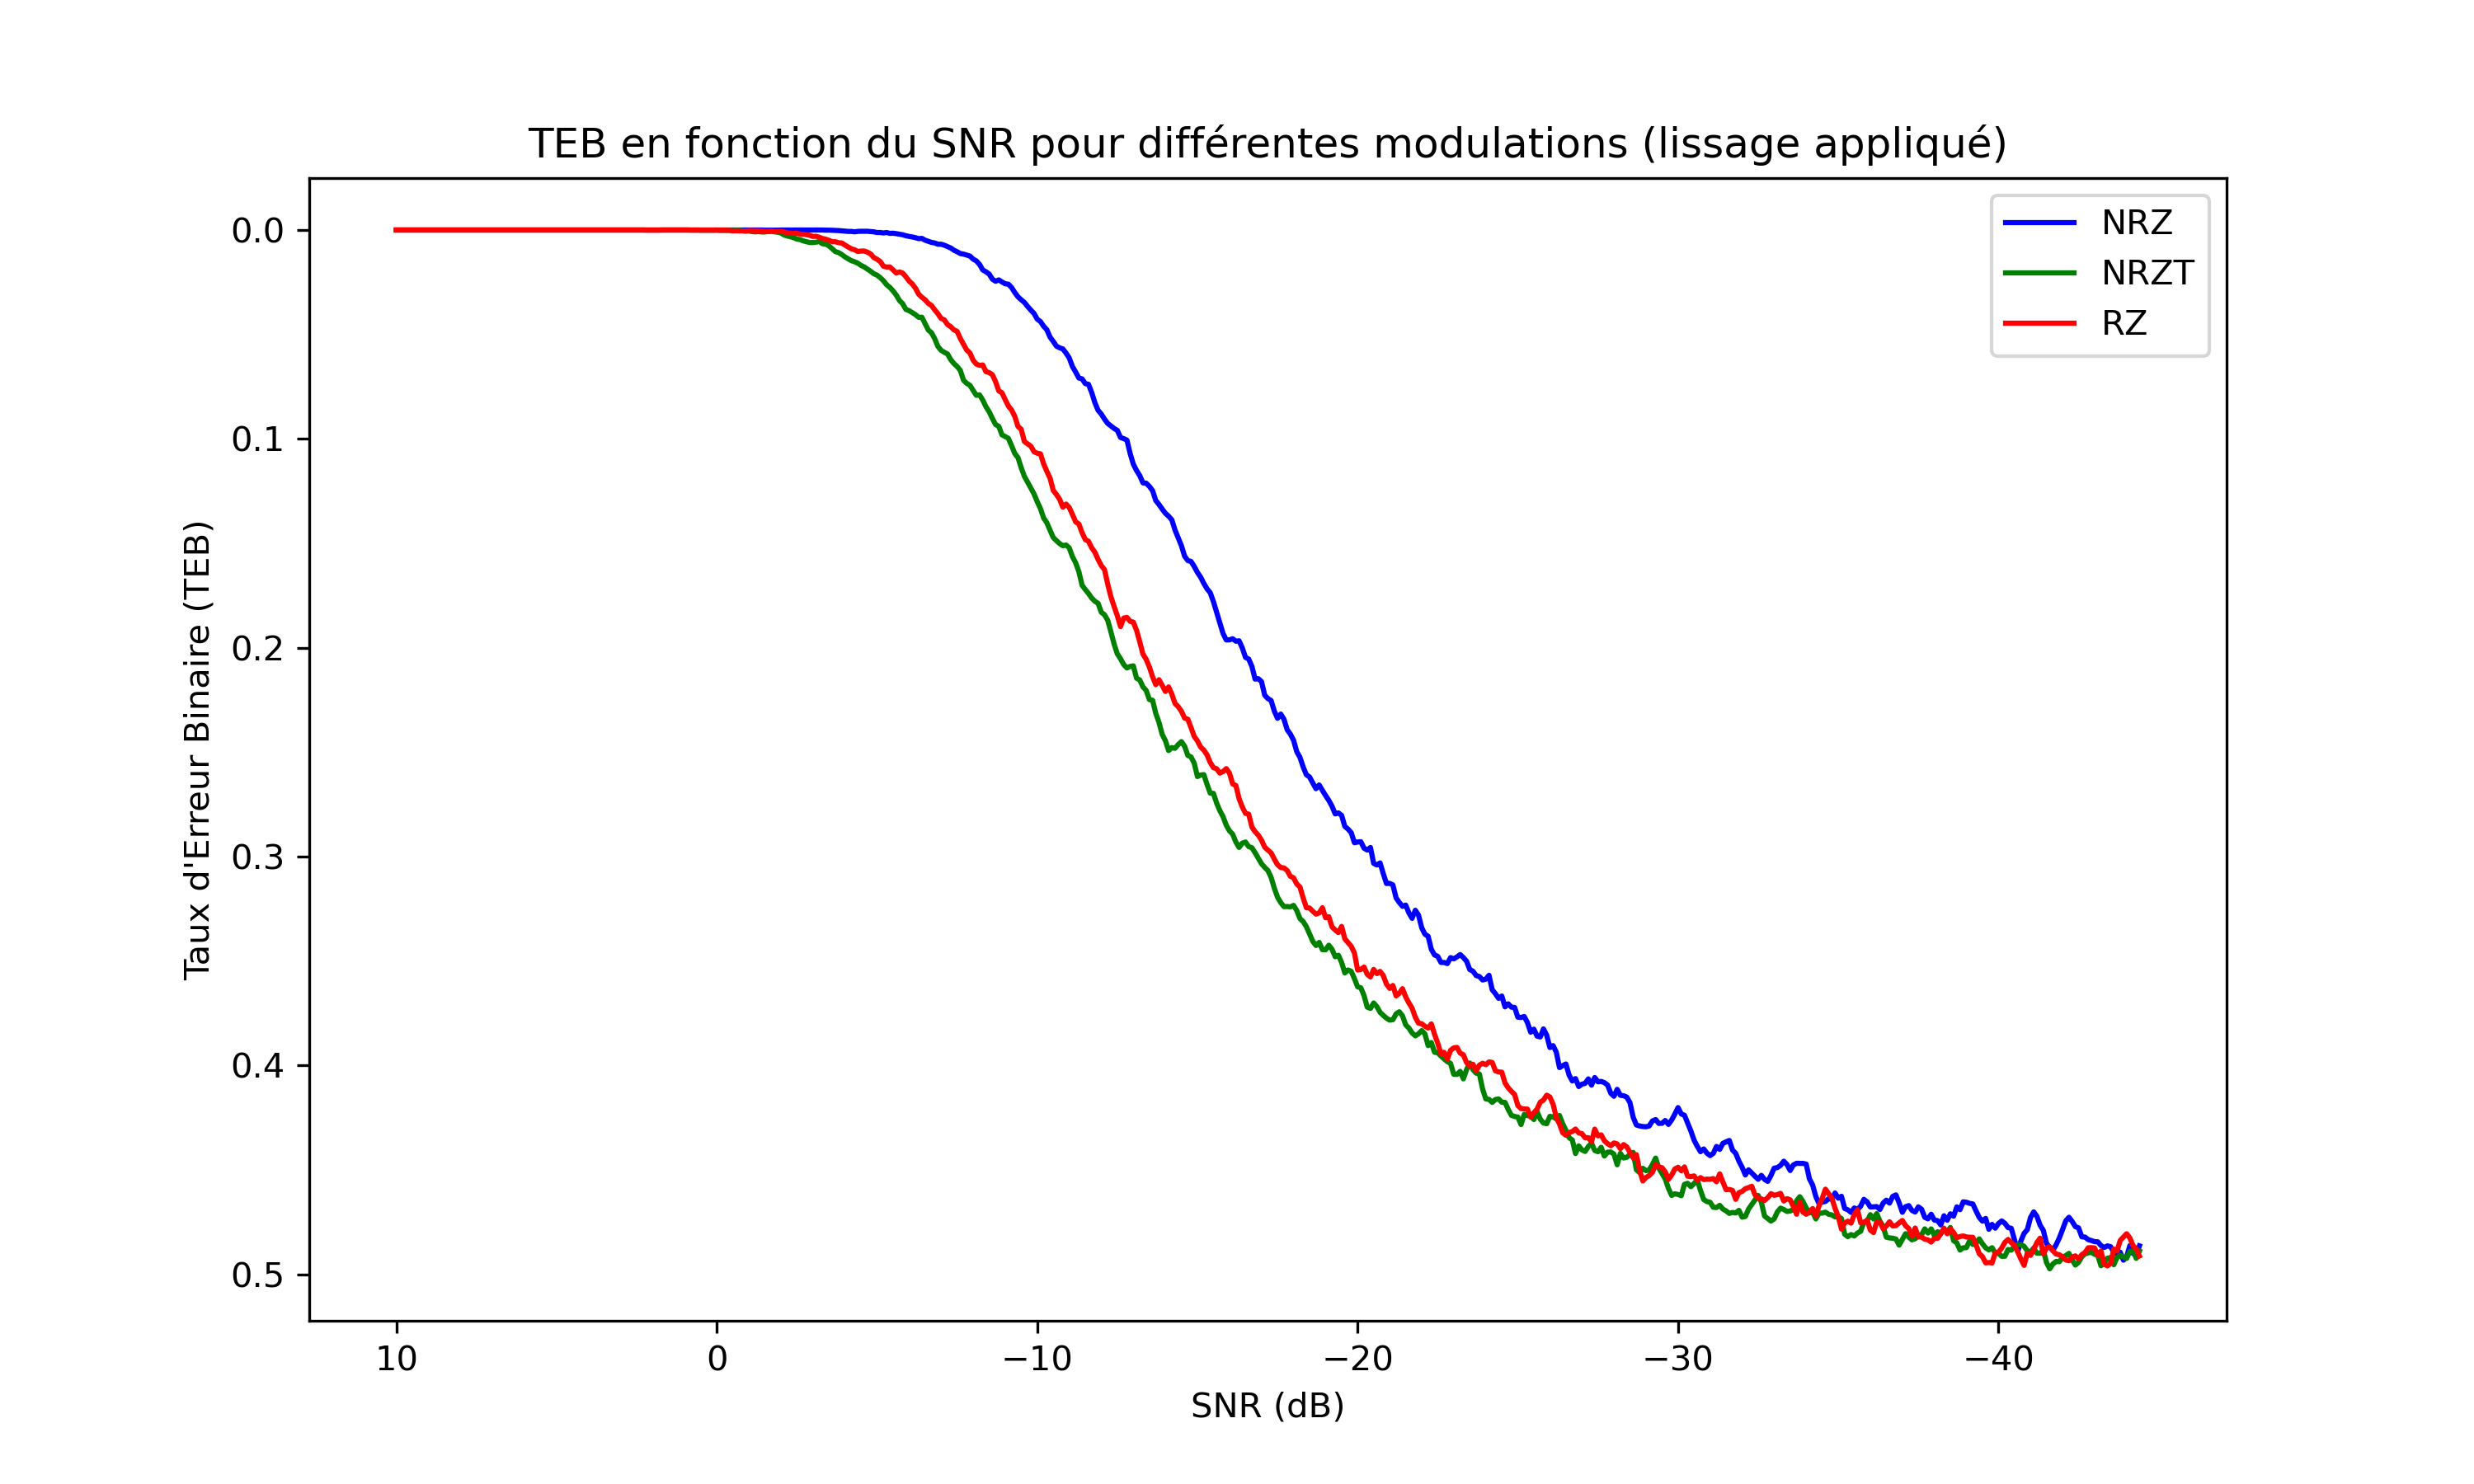 TEB en fonction du SNR pour différentes modulations (lissage appliqué)
NRZ
NRZT
RZ
Taux d'Erreur Binaire (TEB)
0.0
0.1
0.2
0.3
0.4
0.5
10
0
−10
−20
−30
−40
SNR (dB)